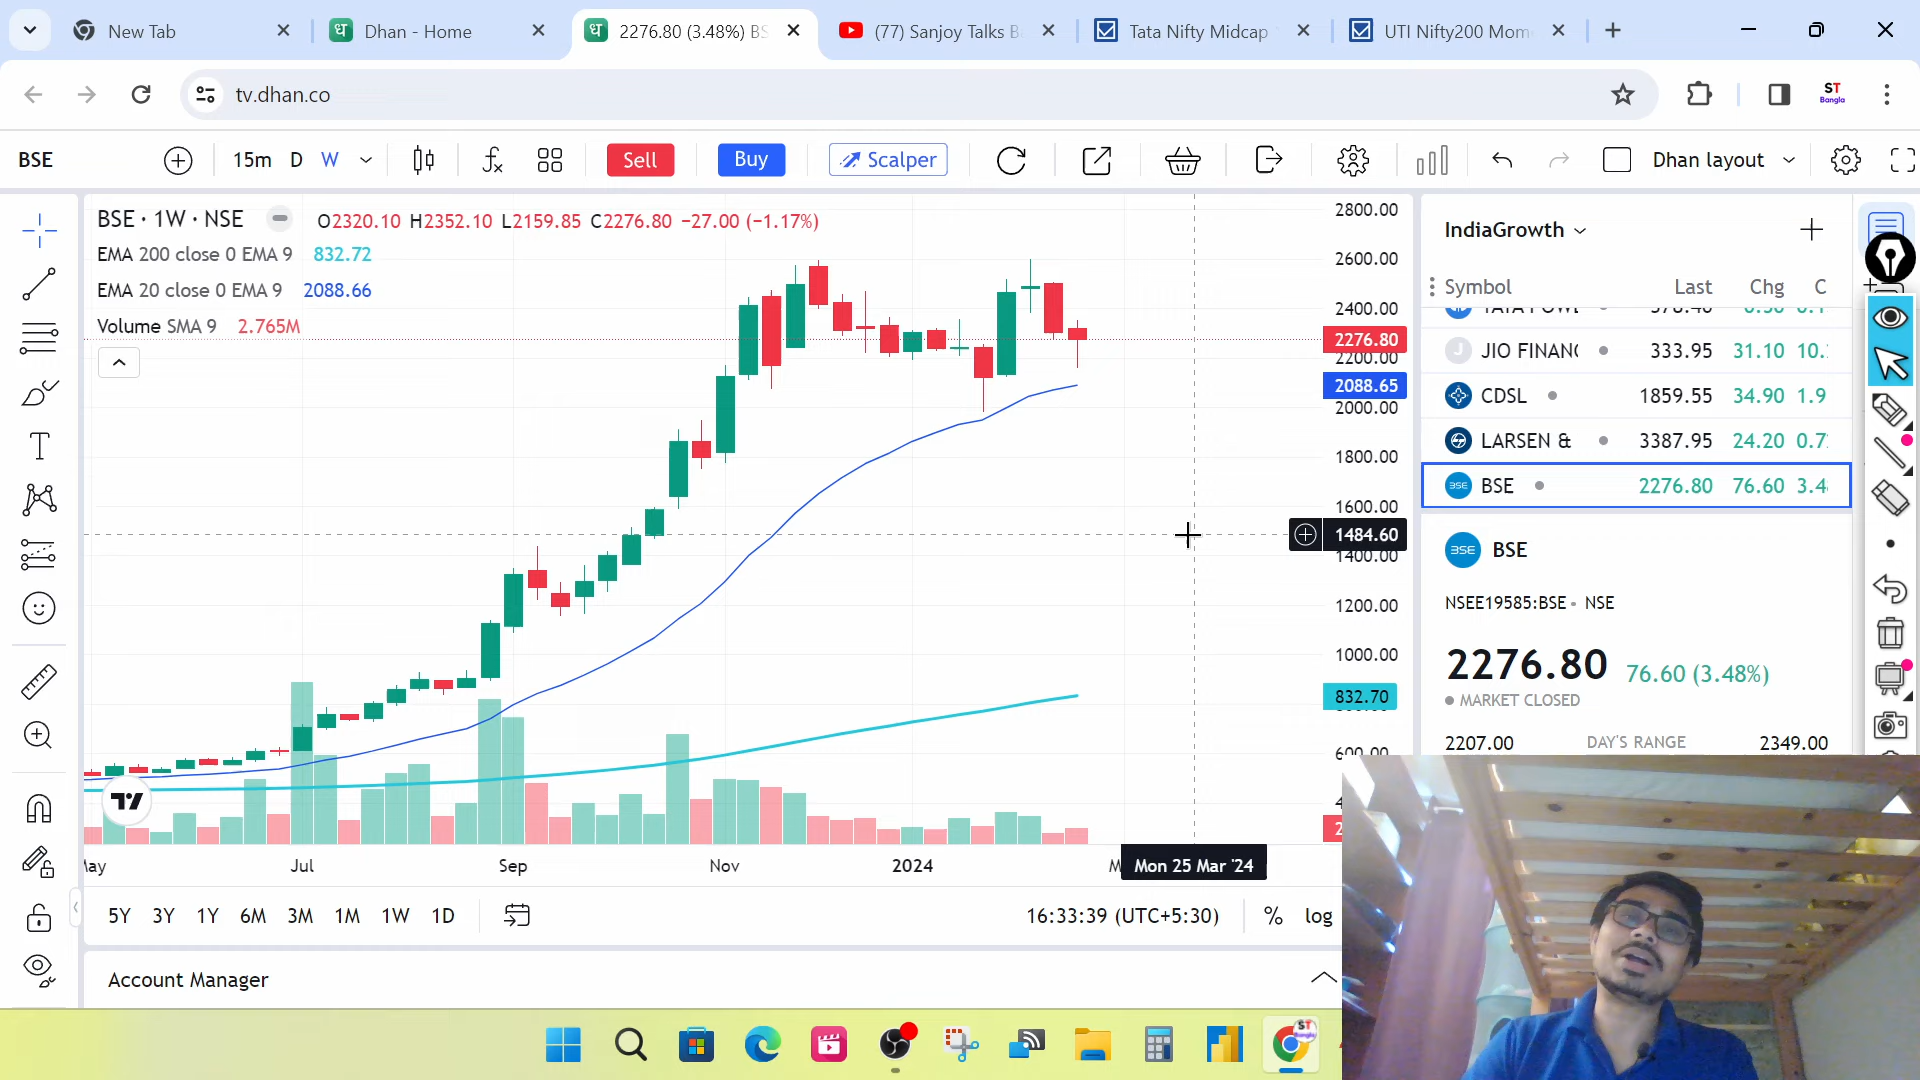 New Tab
Dhan - Home
2276.80 (3.48%) BS
(77) Sanjoy Talks B
Tata Nifty Midcap
UTI Nifty200 Mom
tv.dhan.co
ST
Bangla
BSE
15m D W
Sell
Buy
Scalper
Dhan layout
BSE · 1W · NSE
O2320.10 H2352.10 L2159.85 C2276.80 −27.00 (−1.17%)
EMA 200 close 0 EMA 9 832.72
EMA 20 close 0 EMA 9 2088.66
Volume SMA 9 2.765M
2800.00
2600.00
2400.00
2276.80
2200.00
2088.65
2000.00
1800.00
1600.00
1484.60
1400.00
1200.00
1000.00
832.70
600.00
May
Jul
Sep
Nov
2024
Mon 25 Mar '24
5Y 3Y 1Y 6M 3M 1M 1W 1D
16:33:39 (UTC+5:30)
% log
Account Manager
IndiaGrowth
Symbol Last Chg C
JIO FINAN 333.95 31.10 10.
CDSL 1859.55 34.90 1.9
LARSEN & 3387.95 24.20 0.7
BSE 2276.80 76.60 3.4
BSE
NSEE19585:BSE • NSE
2276.80 76.60 (3.48%)
MARKET CLOSED
2207.00 DAY'S RANGE 2349.00